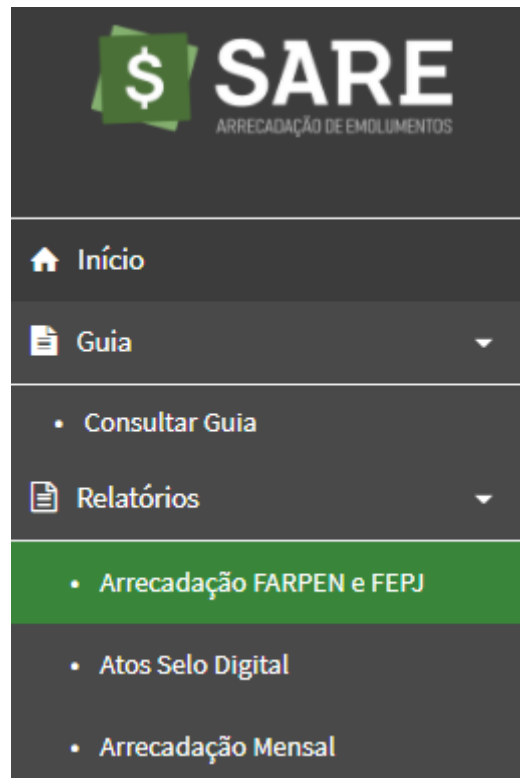 $ SARE
ARRECADAÇÃO DE EMOLUMENTOS
Início
Guia
• Consultar Guia
Relatórios
• Arrecadação FARPEN e FEPJ
• Atos Selo Digital
• Arrecadação Mensal